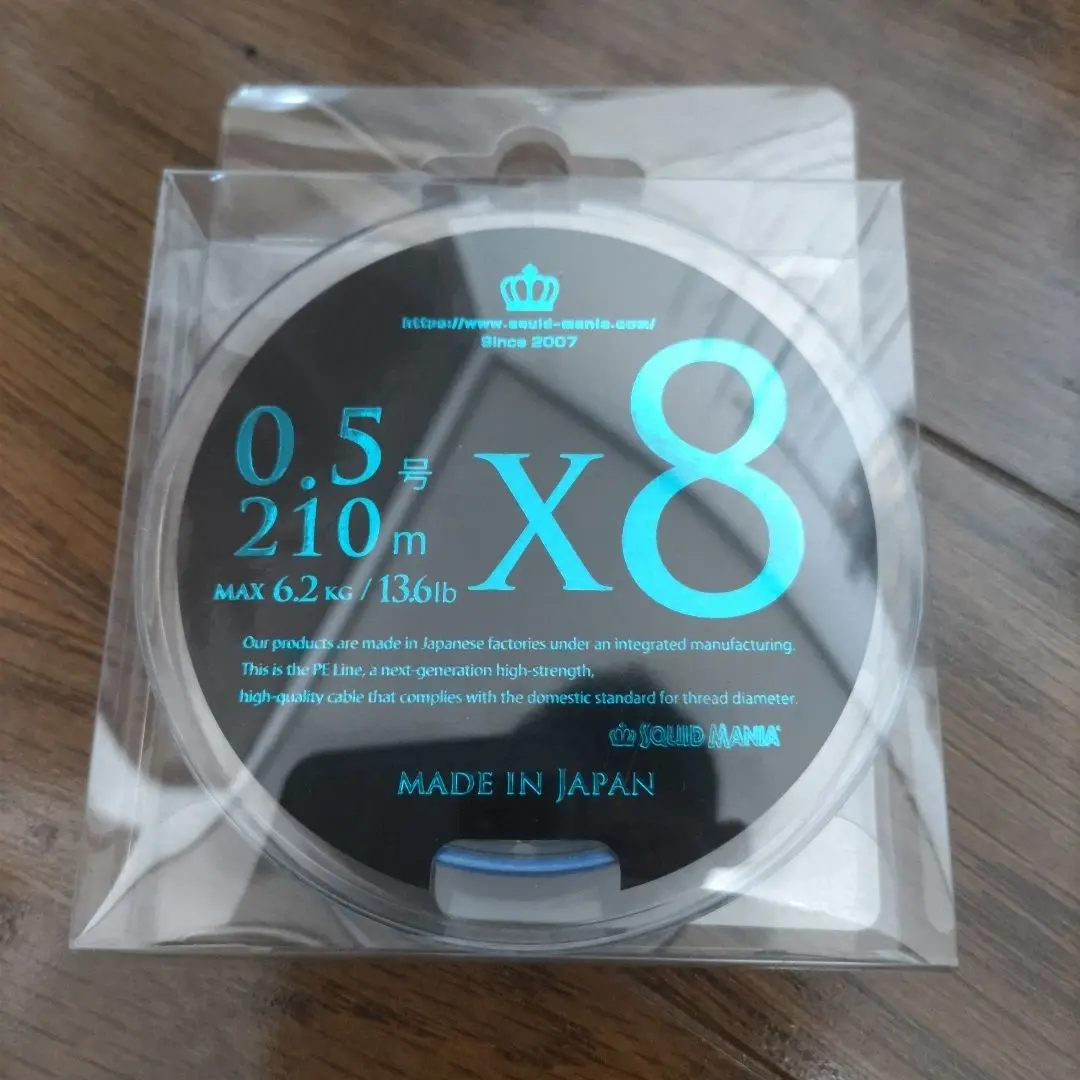 https://www.squid-mania.com/
Since 2007
0.5号
210m
MAX 6.2 KG / 13.6lb
X8
Our products are made in Japanese factories under an integrated manufacturing.
This is the PE Line, a next-generation high-strength,
high-quality cable that complies with the domestic standard for thread diameter.
SQUID MANIA
MADE IN JAPAN